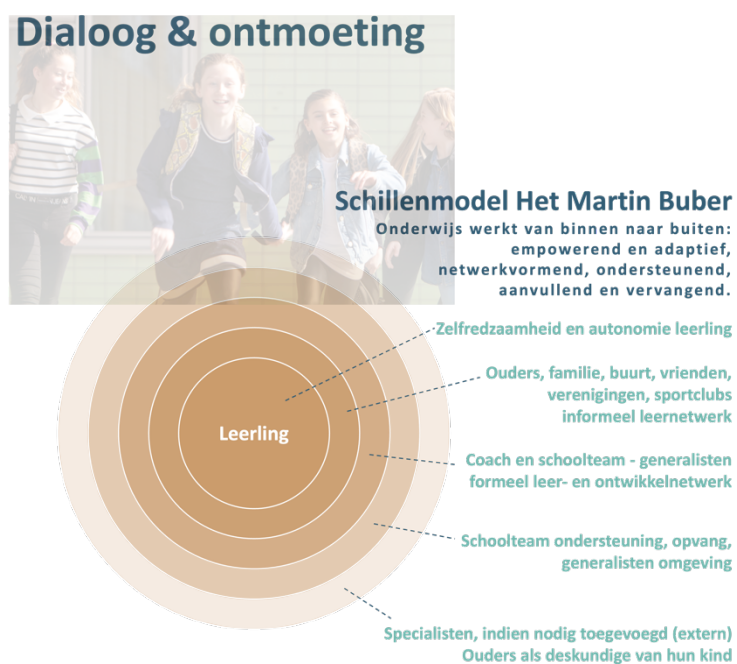 Dialoog & ontmoeting
Schillenmodel Het Martin Buber
Onderwijs werkt van binnen naar buiten:
empowerend en adaptief,
netwerkvormend, ondersteunend,
aanvullend en vervangend.
Zelfredzaamheid en autonomie leerling
Ouders, familie, buurt, vrienden,
verenigingen, sportclubs
informeel leernetwerk
Leerling
Coach en schoolteam - generalisten
formeel leer- en ontwikkelnetwerk
Schoolteam ondersteuning, opvang,
generalisten omgeving
Specialisten, indien nodig toegevoegd (extern)
Ouders als deskundige van hun kind